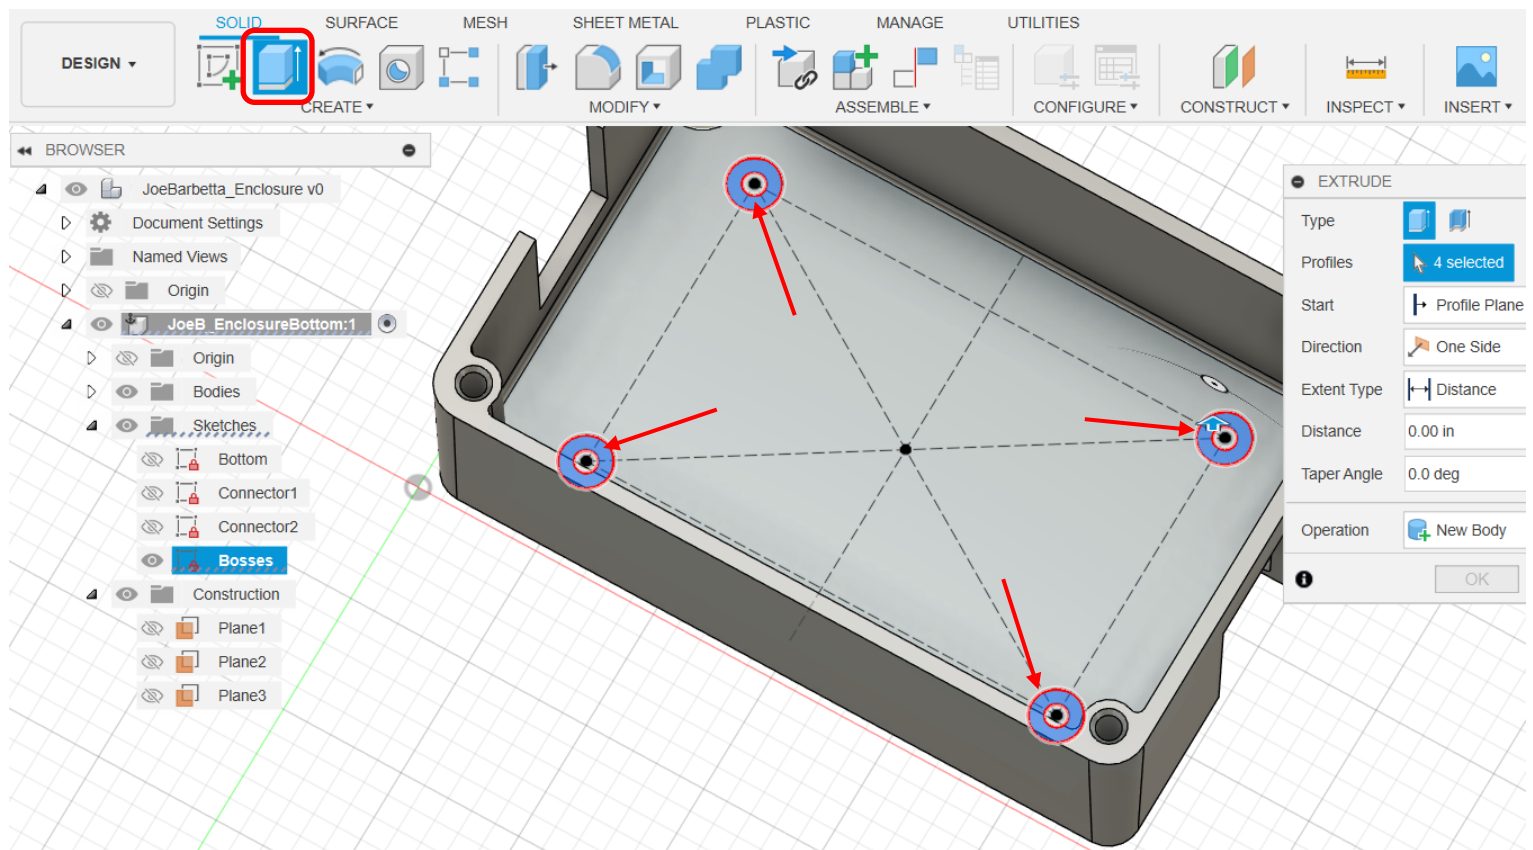 SOLID SURFACE MESH SHEET METAL PLASTIC MANAGE UTILITIES
DESIGN
CREATE MODIFY ASSEMBLE CONFIGURE CONSTRUCT INSPECT INSERT
BROWSER
JoeBarbetta_Enclosure v0
Document Settings
Named Views
Origin
JoeB_EnclosureBottom:1
Origin
Bodies
Sketches
Bottom
Connector1
Connector2
Bosses
Construction
Plane1
Plane2
Plane3
EXTRUDE
Type
Profiles 4 selected
Start Profile Plane
Direction One Side
Extent Type Distance
Distance 0.00 in
Taper Angle 0.0 deg
Operation New Body
OK